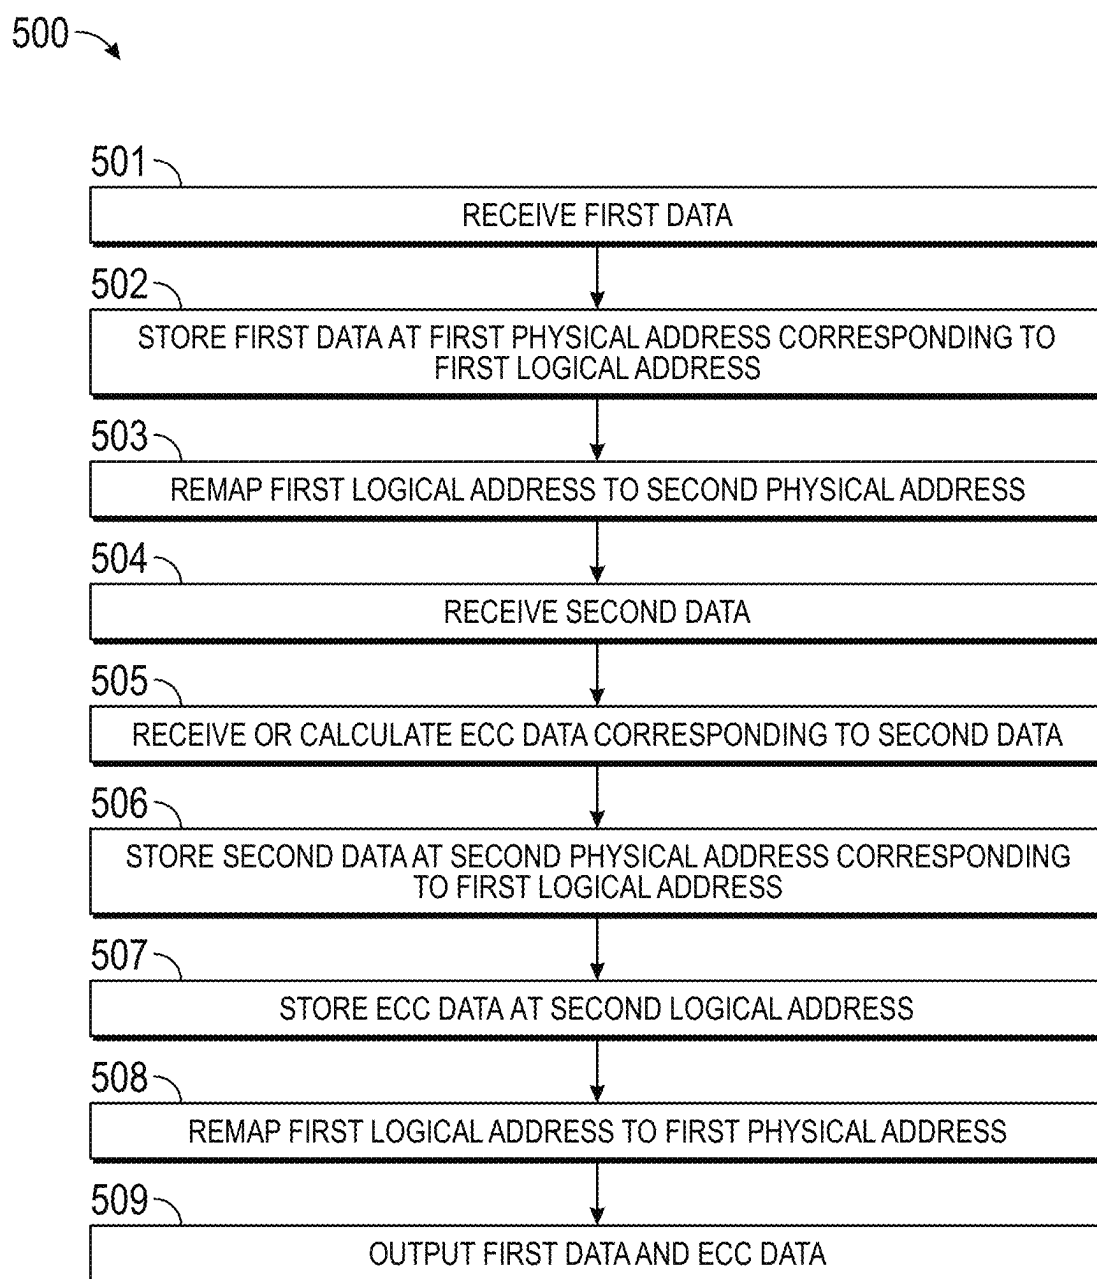 500
501
RECEIVE FIRST DATA
502
STORE FIRST DATA AT FIRST PHYSICAL ADDRESS CORRESPONDING TO
FIRST LOGICAL ADDRESS
503
REMAP FIRST LOGICAL ADDRESS TO SECOND PHYSICAL ADDRESS
504
RECEIVE SECOND DATA
505
RECEIVE OR CALCULATE ECC DATA CORRESPONDING TO SECOND DATA
506
STORE SECOND DATA AT SECOND PHYSICAL ADDRESS CORRESPONDING
TO FIRST LOGICAL ADDRESS
507
STORE ECC DATA AT SECOND LOGICAL ADDRESS
508
REMAP FIRST LOGICAL ADDRESS TO FIRST PHYSICAL ADDRESS
509
OUTPUT FIRST DATA AND ECC DATA